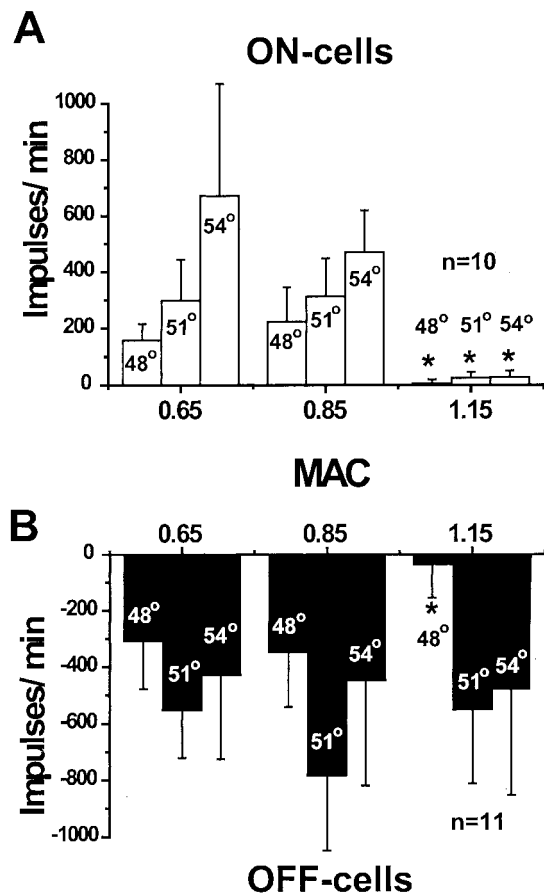 A
ON-cells
Impulses/ min
1000
800
600
400
200
0
48° 51° 54°
48° 51° 54°
n=10
48° 51° 54°
* * *
0.65 0.85 1.15
MAC
B
0.65 0.85 1.15
Impulses/ min
0
-200
-400
-600
-800
-1000
48° 51° 54°
48° 51° 54°
*
48° 51° 54°
n=11
OFF-cells